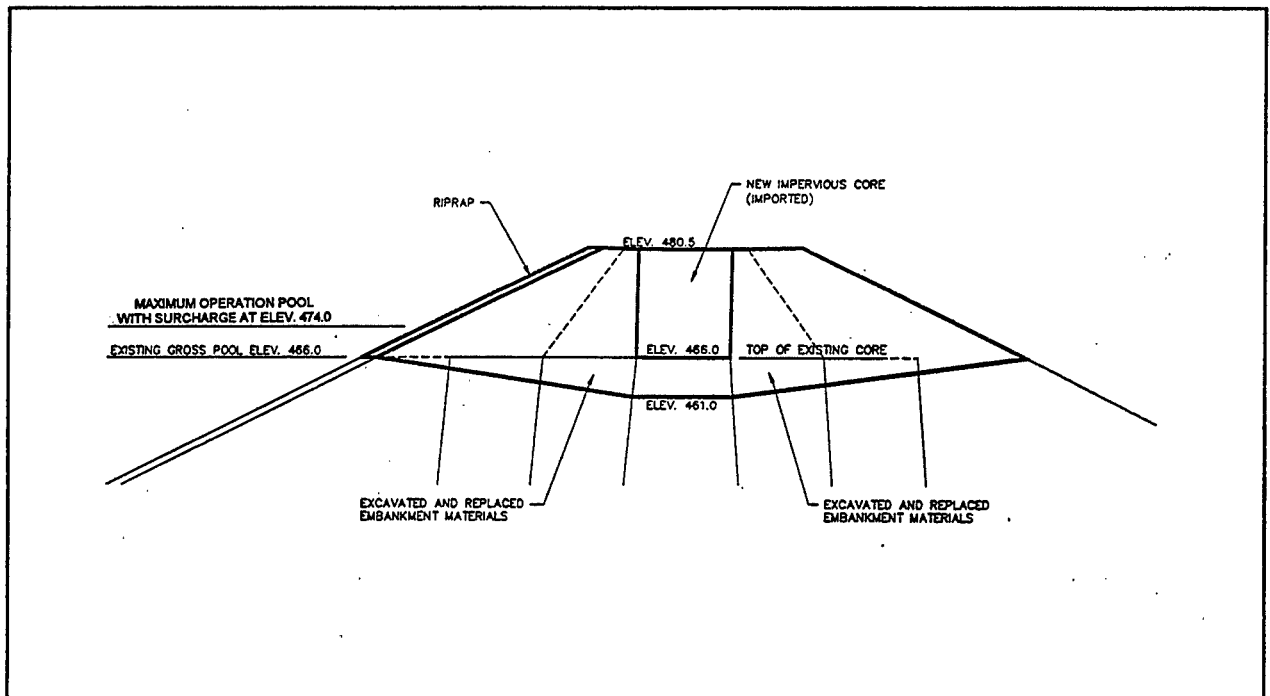 NEW IMPERVIOUS CORE
(IMPORTED)
RIPRAP
ELEV. 480.5
MAXIMUM OPERATION POOL
WITH SURCHARGE AT ELEV. 474.0
EXISTING GROSS POOL ELEV. 466.0
ELEV. 466.0
TOP OF EXISTING CORE
ELEV. 461.0
EXCAVATED AND REPLACED
EMBANKMENT MATERIALS
EXCAVATED AND REPLACED
EMBANKMENT MATERIALS